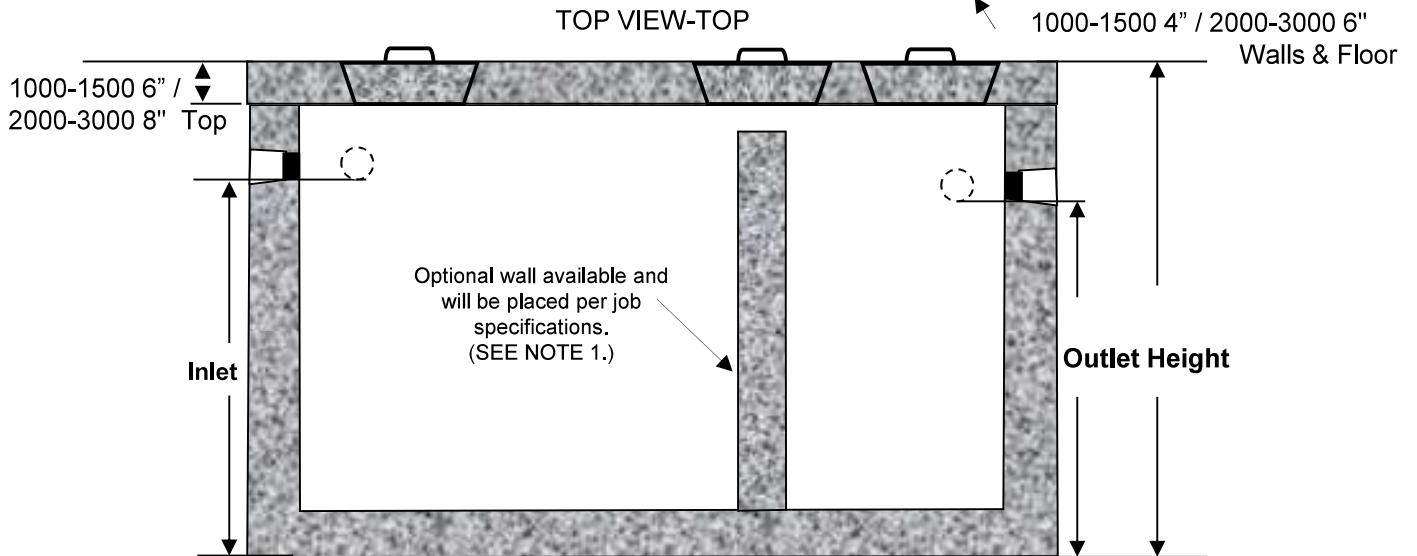 TOP VIEW-TOP
1000-1500 4” / 2000-3000 6"
Walls & Floor
1000-1500 6” /
2000-3000 8" Top
Optional wall available and
will be placed per job
specifications.
(SEE NOTE 1.)
Inlet
Outlet Height